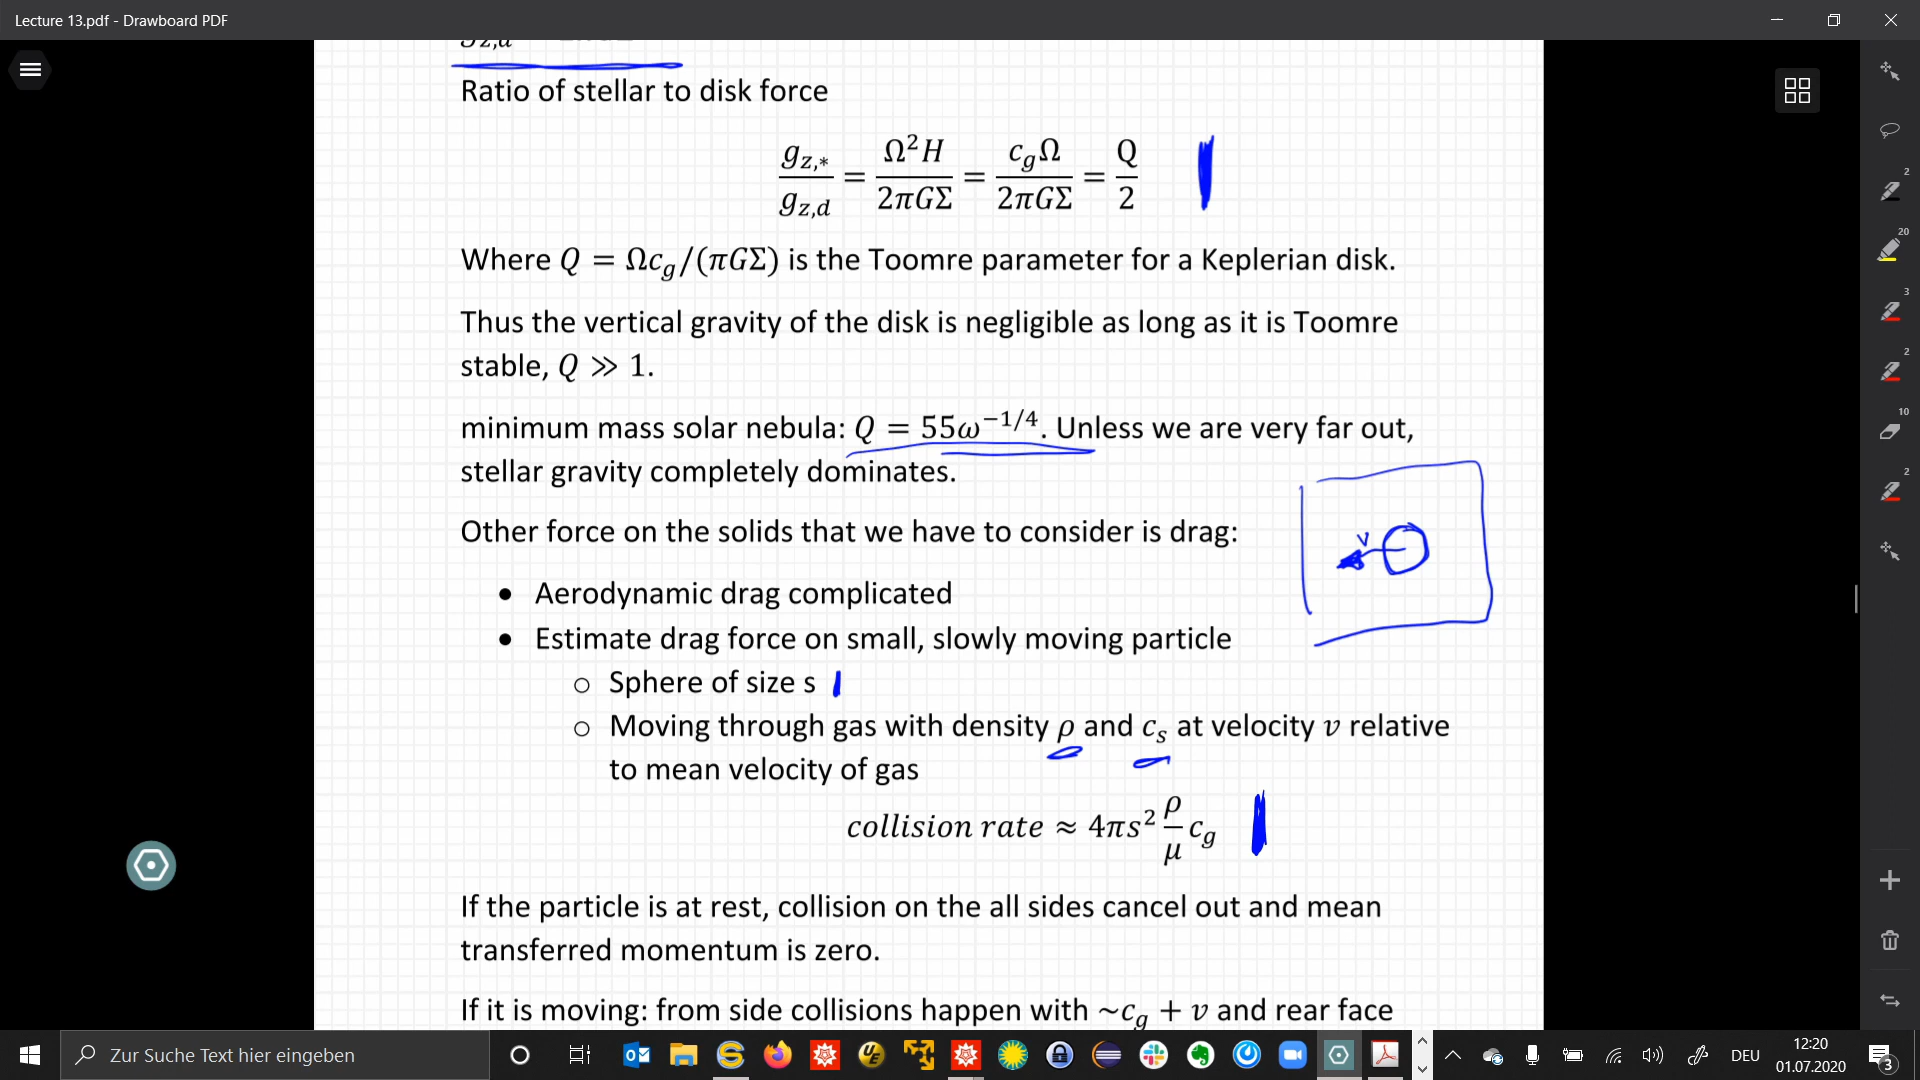 Lecture 13.pdf - Drawboard PDF
Ratio of stellar to disk force
g_{z,*}/g_{z,d} = Ω²H/2πGΣ = c_gΩ/2πGΣ = Q/2
Where Q = Ωc_g/(πGΣ) is the Toomre parameter for a Keplerian disk.
Thus the vertical gravity of the disk is negligible as long as it is Toomre
stable, Q ≫ 1.
minimum mass solar nebula: Q = 55ω^{−1/4}. Unless we are very far out,
stellar gravity completely dominates.
Other force on the solids that we have to consider is drag:
v
• Aerodynamic drag complicated
• Estimate drag force on small, slowly moving particle
o Sphere of size s
o Moving through gas with density ρ and c_s at velocity v relative
to mean velocity of gas
collision rate ≈ 4πs² ρ/μ c_g
If the particle is at rest, collision on the all sides cancel out and mean
transferred momentum is zero.
If it is moving: from side collisions happen with ~c_g + v and rear face
2
20
3
2
10
2
Zur Suche Text hier eingeben
DEU
12:20
01.07.2020
3